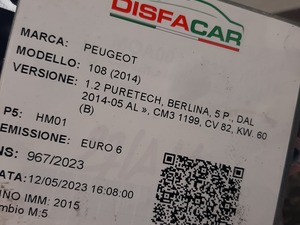 DISFACAR
MARCA: PEUGEOT
MODELLO: 108 (2014)
VERSIONE: 1.2 PURETECH, BERLINA, 5 P., DAL
2014-05 AL », CM3 1199, CV 82, KW. 60
(B)
P5: HM01
EMISSIONE: EURO 6
NS: 967/2023
ATA: 12/05/2023 16:08:00
NNO IMM: 2015
mbio M:5